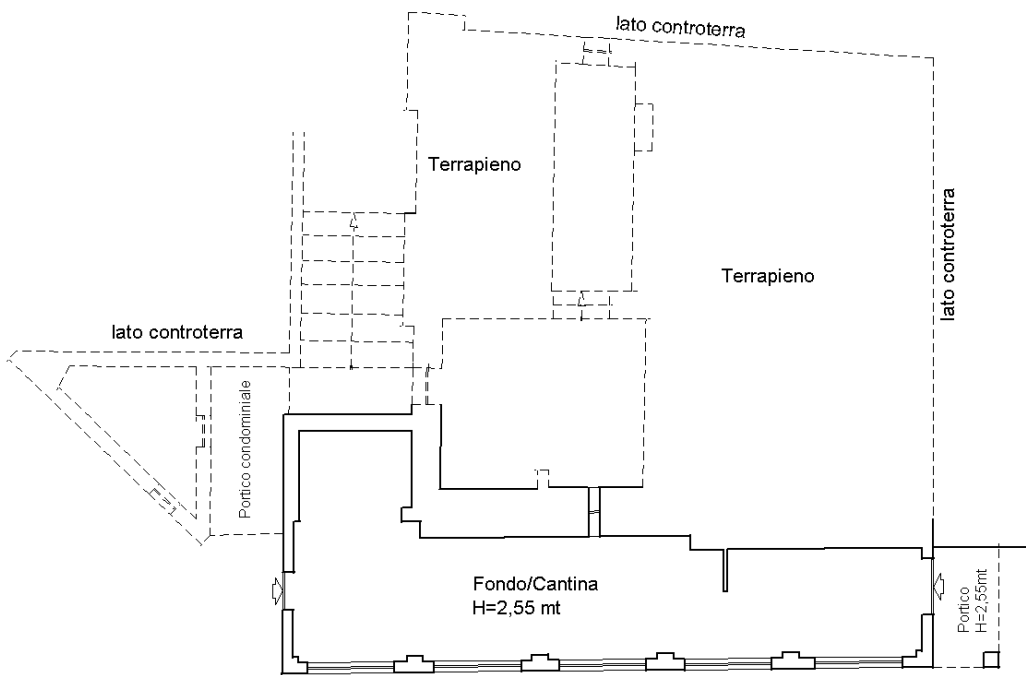 lato controterra
Terrapieno
lato controterra
Terrapieno
lato controterra
Portico condominiale
Fondo/Cantina
H=2,55 mt
Portico
H=2,55mt